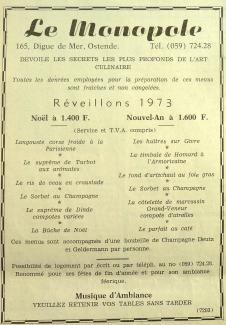 Le Monopole
165, Digue de Mer, Ostende. Tél. (059) 724.28
DEVOILE LES SECRETS LES PLUS PROFONDS DE L'ART
CULINAIRE
Toutes les denrées employées pour la préparation de ces menus
sont fraîches et non congelées.
Réveillons 1973
Noël à 1.400 F. Nouvel-An à 1.600 F.
(Service et T.V.A. compris)
Langouste corse froide à la Les huîtres sur Glace
Parisienne *
* La timbale de Homard à
Le suprême de Turbot l'Armoricaine
aux aromates *
* Le fond d'artichaut au foie gras
Le ris de veau en croustade *
* Le Sorbet au Champagne
Le Sorbet au Champagne *
* La côtelette de marcassin
Le suprême de Dinde Grand-Veneur
compotes variées compote d'airelles
* *
La Bûche de Noël Le parfait au café
Ces menus sont accompagnés d'une bouteille de Champagne Deutz
et Geldermann par personne.
Possibilité de logement par écrit ou par téléph. au no (059) 724.28.
Renommé pour ses fêtes de fin d'année et pour son ambiance
féerique.
Musique d'Ambiance
VEUILLEZ RETENIR VOS TABLES SANS TARDER
(7203)